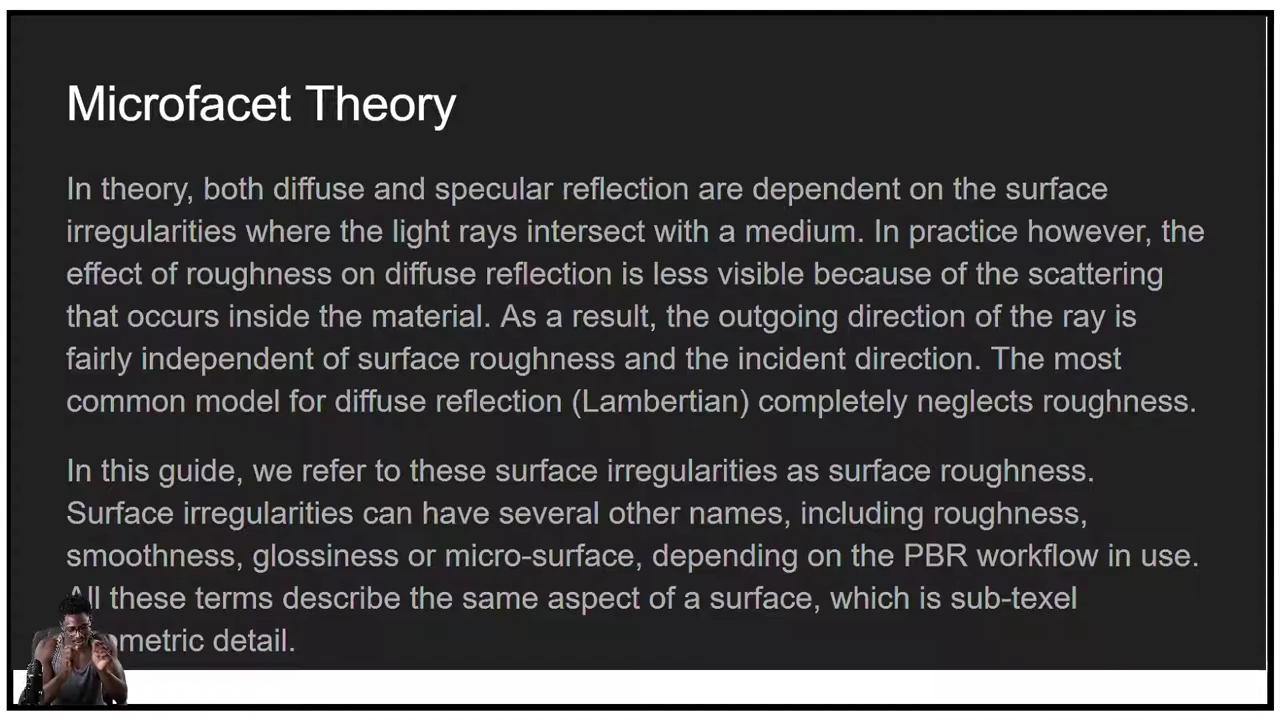 Microfacet Theory
In theory, both diffuse and specular reflection are dependent on the surface
irregularities where the light rays intersect with a medium. In practice however, the
effect of roughness on diffuse reflection is less visible because of the scattering
that occurs inside the material. As a result, the outgoing direction of the ray is
fairly independent of surface roughness and the incident direction. The most
common model for diffuse reflection (Lambertian) completely neglects roughness.
In this guide, we refer to these surface irregularities as surface roughness.
Surface irregularities can have several other names, including roughness,
smoothness, glossiness or micro-surface, depending on the PBR workflow in use.
All these terms describe the same aspect of a surface, which is sub-texel
detail.